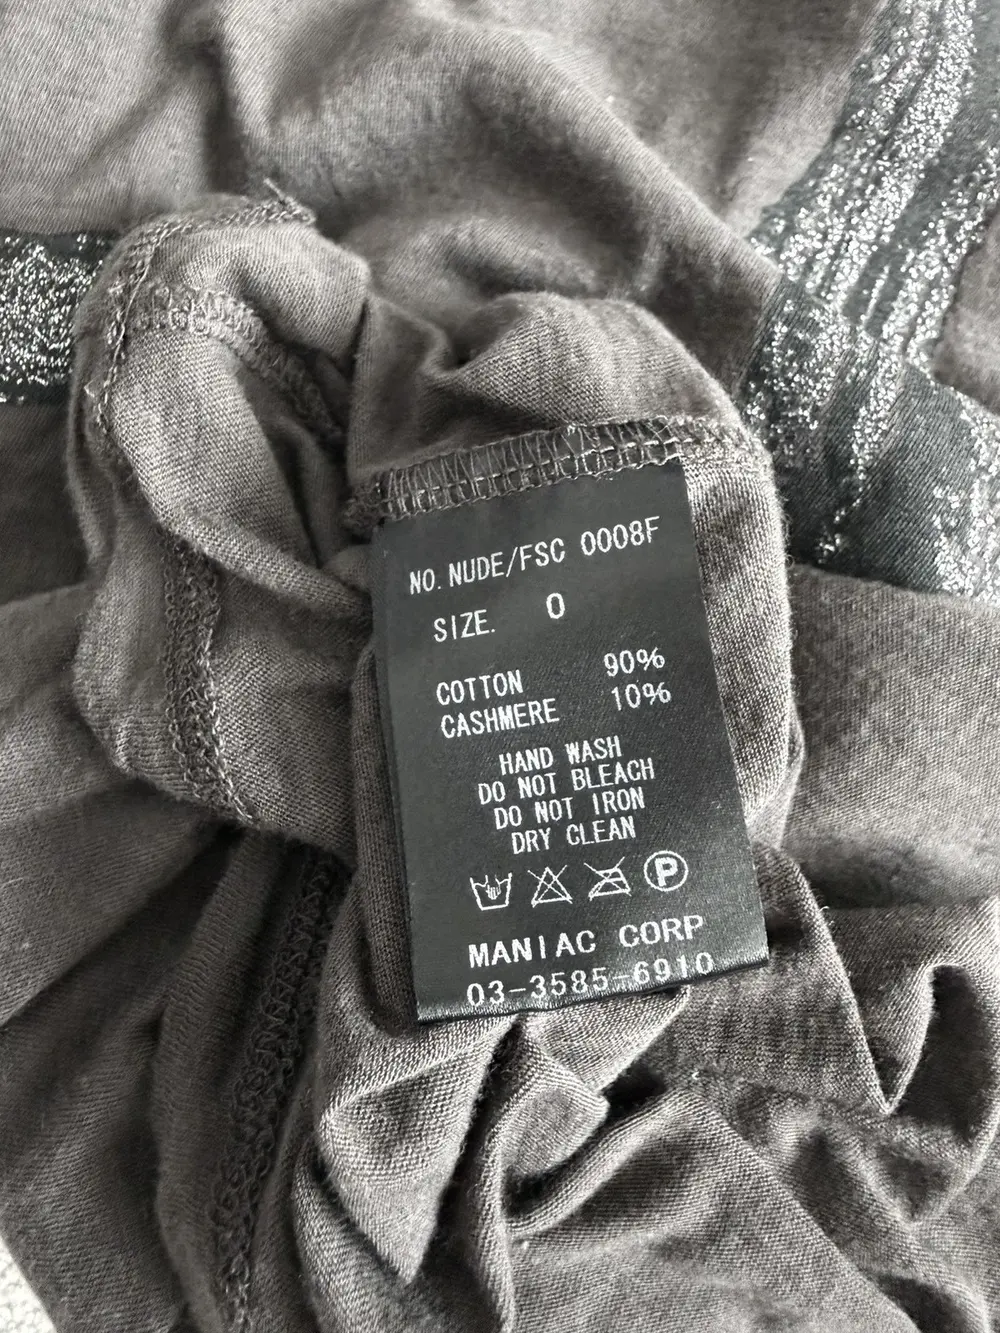 NO. NUDE/FSC 0008F
SIZE. 0
COTTON 90%
CASHMERE 10%
HAND WASH
DO NOT BLEACH
DO NOT IRON
DRY CLEAN
P
MANIAC CORP
03-3585-6910